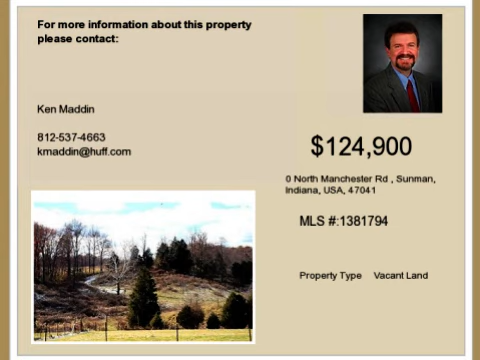 For more information about this property
please contact:
Ken Maddin
812-537-4663
kmaddin@huff.com
$124,900
0 North Manchester Rd , Sunman,
Indiana, USA, 47041
MLS #:1381794
Property Type Vacant Land